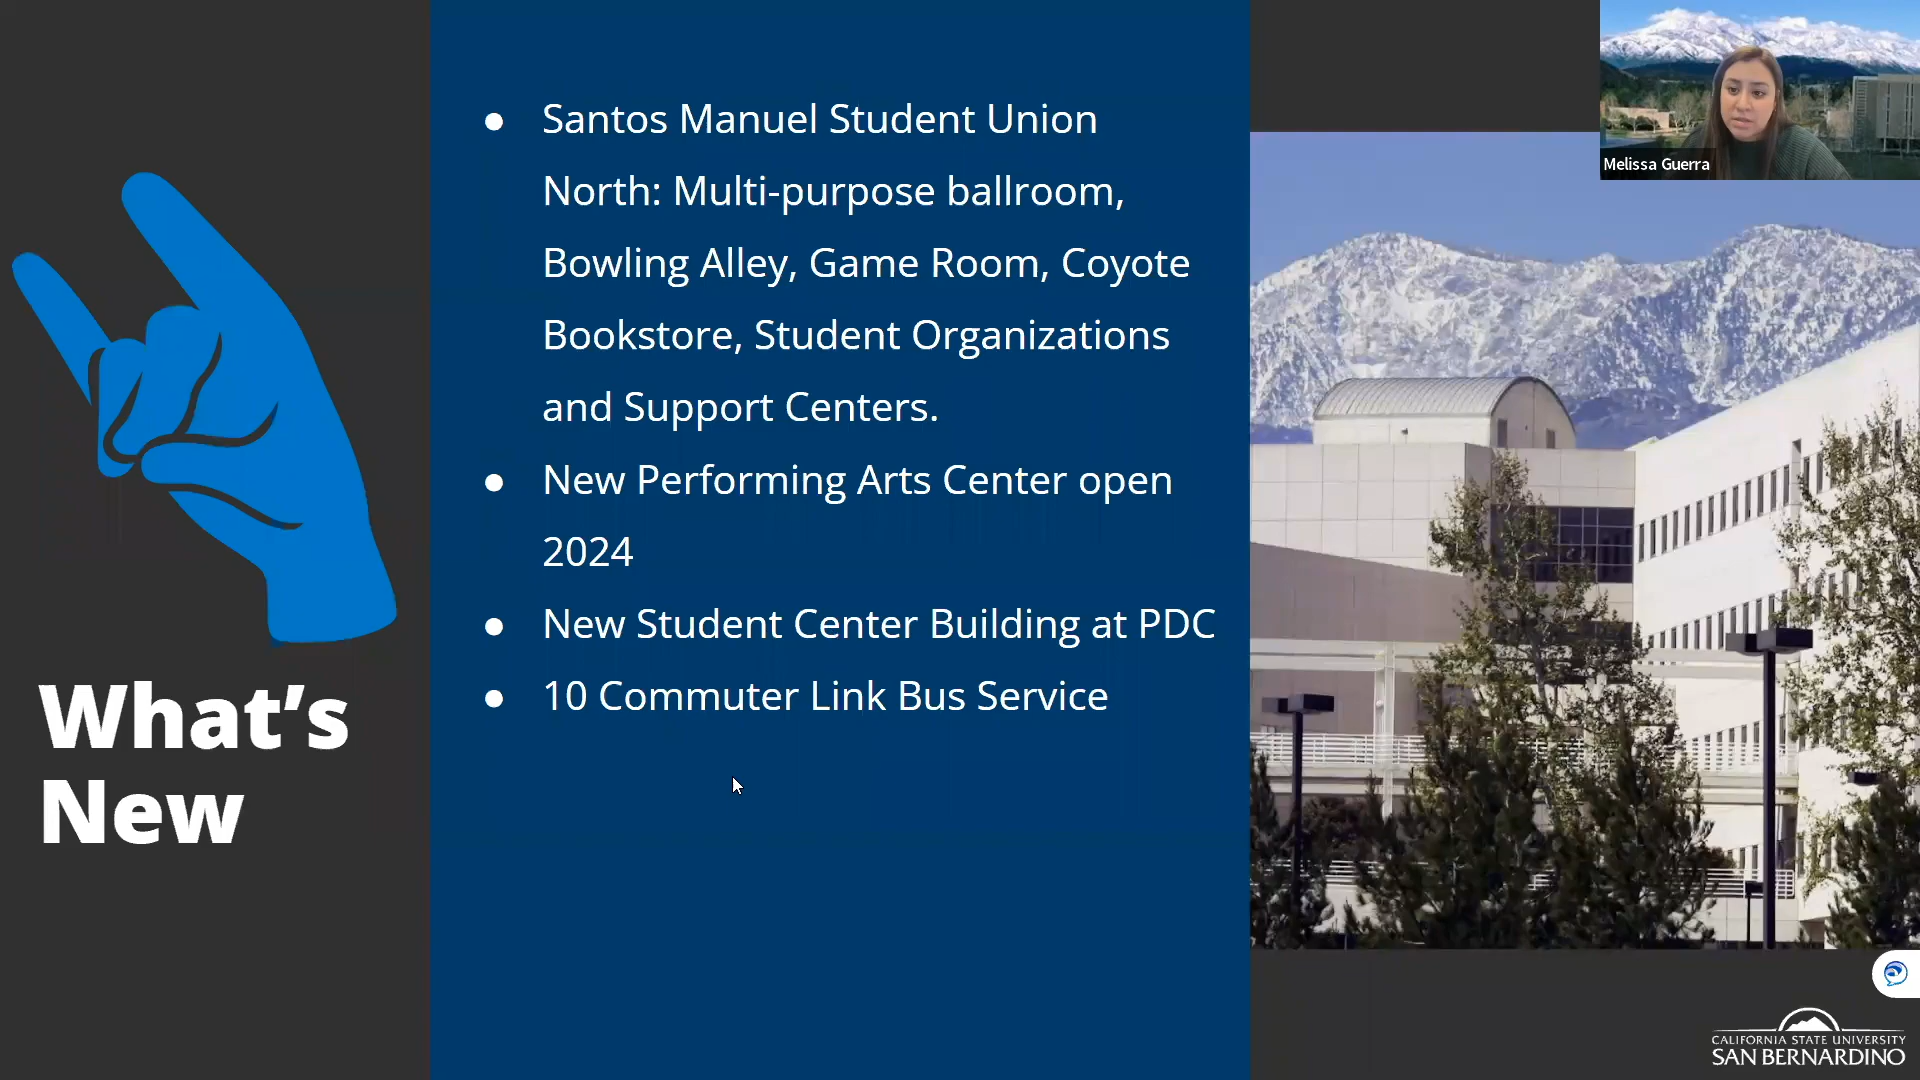 Santos Manuel Student Union
North: Multi-purpose ballroom,
Bowling Alley, Game Room, Coyote
Bookstore, Student Organizations
and Support Centers.
New Performing Arts Center open
2024
New Student Center Building at PDC
10 Commuter Link Bus Service
What’s
New
Melissa Guerra
CALIFORNIA STATE UNIVERSITY
SAN BERNARDINO